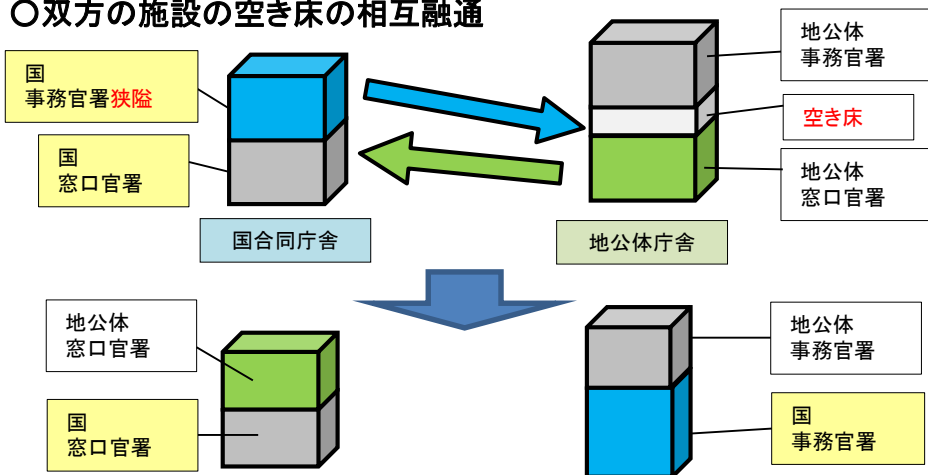 〇双方の施設の空き床の相互融通
国
事務官署狭隘
国
窓口官署
地公体
事務官署
空き床
地公体
窓口官署
国合同庁舎
地公体庁舎
地公体
窓口官署
国
窓口官署
地公体
事務官署
国
事務官署